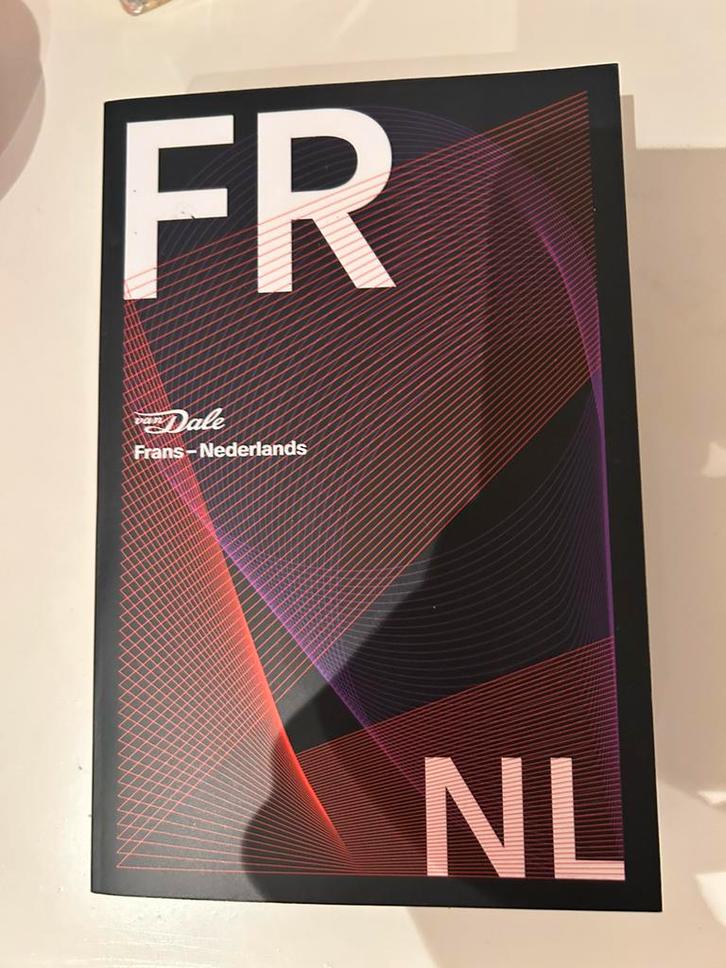 FR
van Dale
Frans – Nederlands
NL